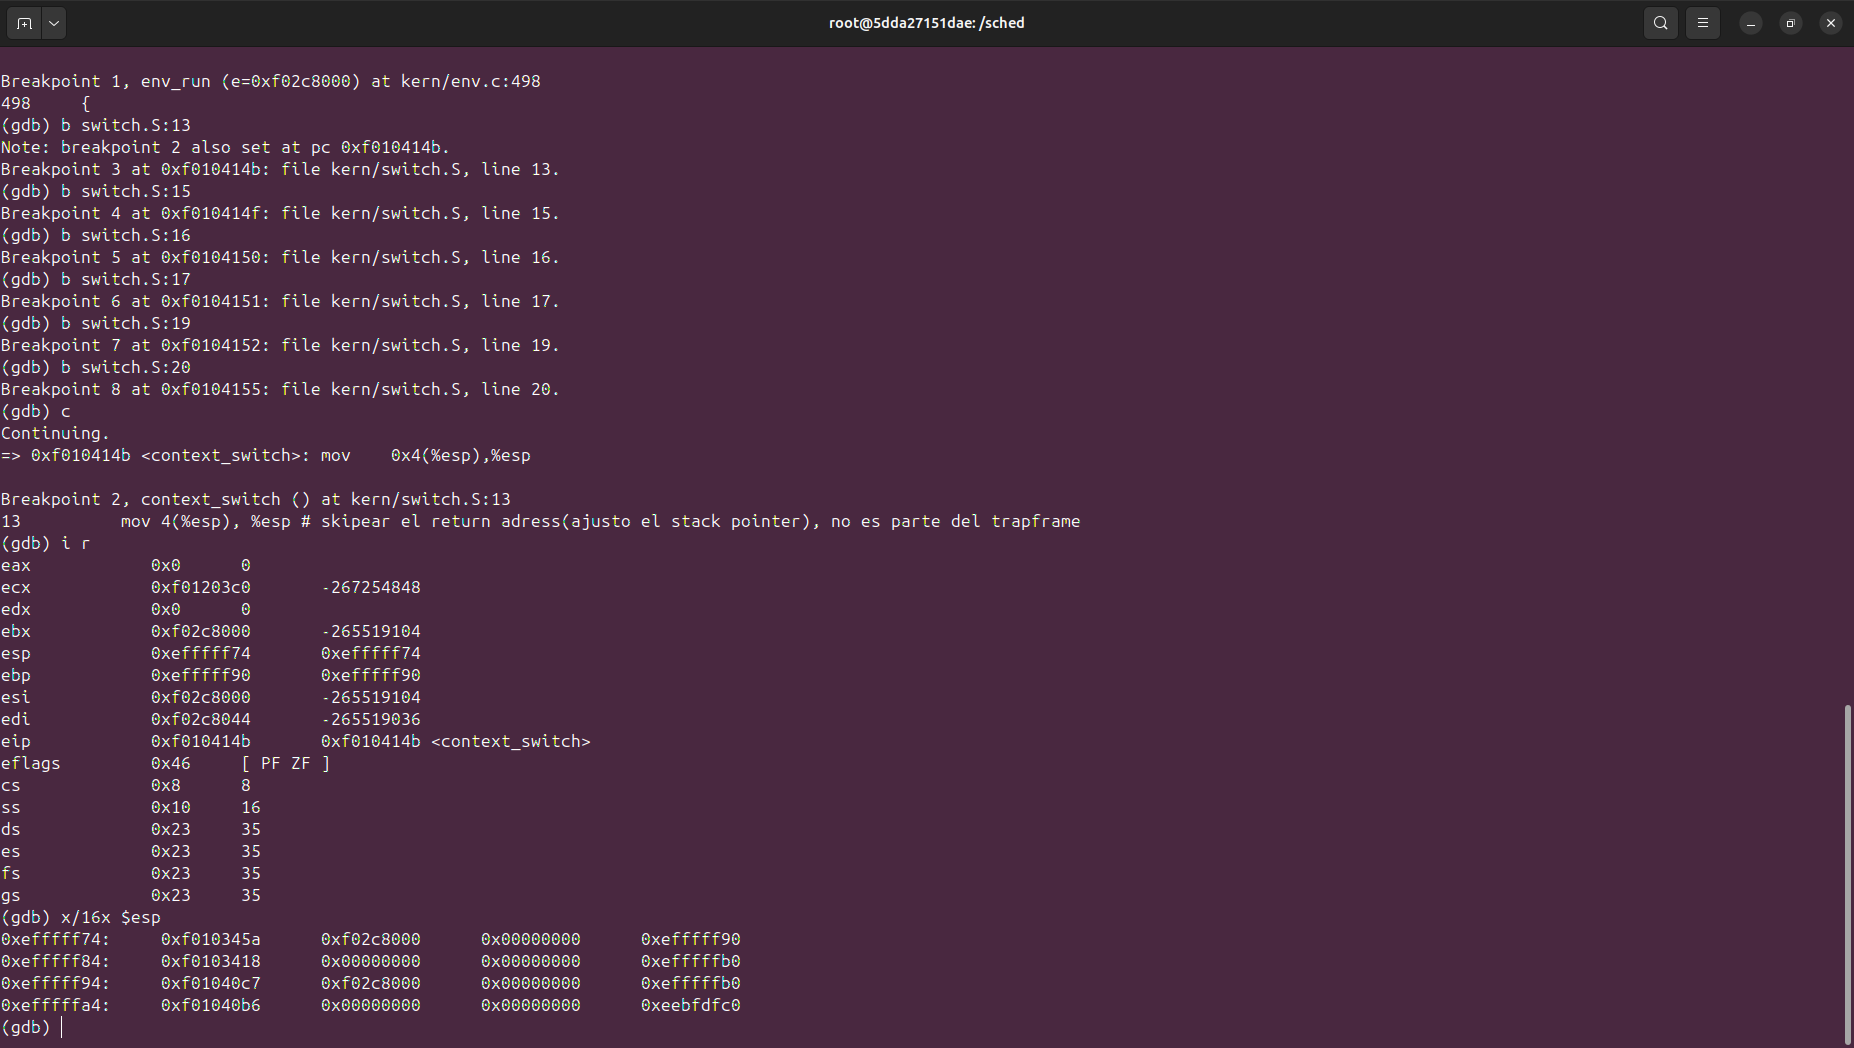 root@5dda27151dae: /sched
Breakpoint 1, env_run (e=0xf02c8000) at kern/env.c:498
498     {
(gdb) b switch.S:13
Note: breakpoint 2 also set at pc 0xf010414b.
Breakpoint 3 at 0xf010414b: file kern/switch.S, line 13.
(gdb) b switch.S:15
Breakpoint 4 at 0xf010414f: file kern/switch.S, line 15.
(gdb) b switch.S:16
Breakpoint 5 at 0xf0104150: file kern/switch.S, line 16.
(gdb) b switch.S:17
Breakpoint 6 at 0xf0104151: file kern/switch.S, line 17.
(gdb) b switch.S:19
Breakpoint 7 at 0xf0104152: file kern/switch.S, line 19.
(gdb) b switch.S:20
Breakpoint 8 at 0xf0104155: file kern/switch.S, line 20.
(gdb) c
Continuing.
=> 0xf010414b <context_switch>: mov    0x4(%esp),%esp
Breakpoint 2, context_switch () at kern/switch.S:13
13          mov 4(%esp), %esp # skipear el return adress(ajusto el stack pointer), no es parte del trapframe
(gdb) i r
eax            0x0      0
ecx            0xf01203c0       -267254848
edx            0x0      0
ebx            0xf02c8000       -265519104
esp            0xefffff74       0xefffff74
ebp            0xefffff90       0xefffff90
esi            0xf02c8000       -265519104
edi            0xf02c8044       -265519036
eip            0xf010414b       0xf010414b <context_switch>
eflags         0x46     [ PF ZF ]
cs             0x8      8
ss             0x10     16
ds             0x23     35
es             0x23     35
fs             0x23     35
gs             0x23     35
(gdb) x/16x $esp
0xefffff74:     0xf010345a      0xf02c8000      0x00000000      0xefffff90
0xefffff84:     0xf0103418      0x00000000      0x00000000      0xefffffb0
0xefffff94:     0xf01040c7      0xf02c8000      0x00000000      0xefffffb0
0xefffffa4:     0xf01040b6      0x00000000      0x00000000      0xeebfdfc0
(gdb)